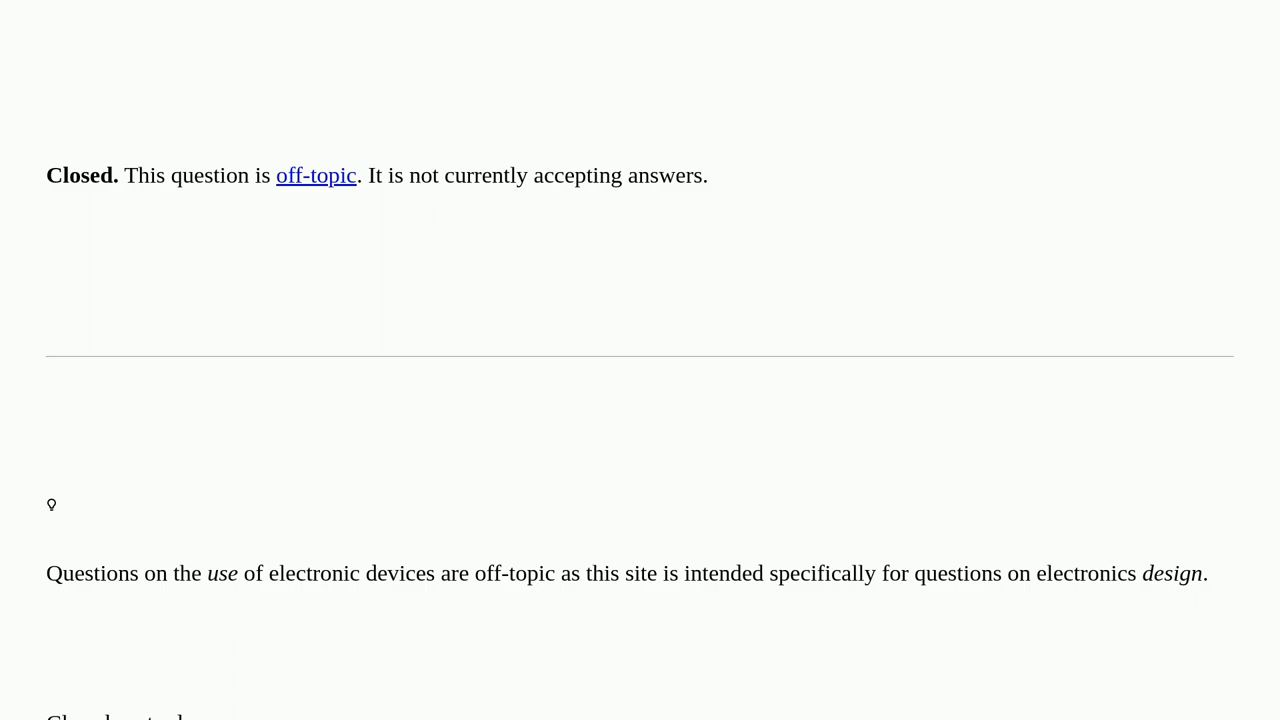 Closed. This question is off-topic. It is not currently accepting answers.
Questions on the use of electronic devices are off-topic as this site is intended specifically for questions on electronics design.